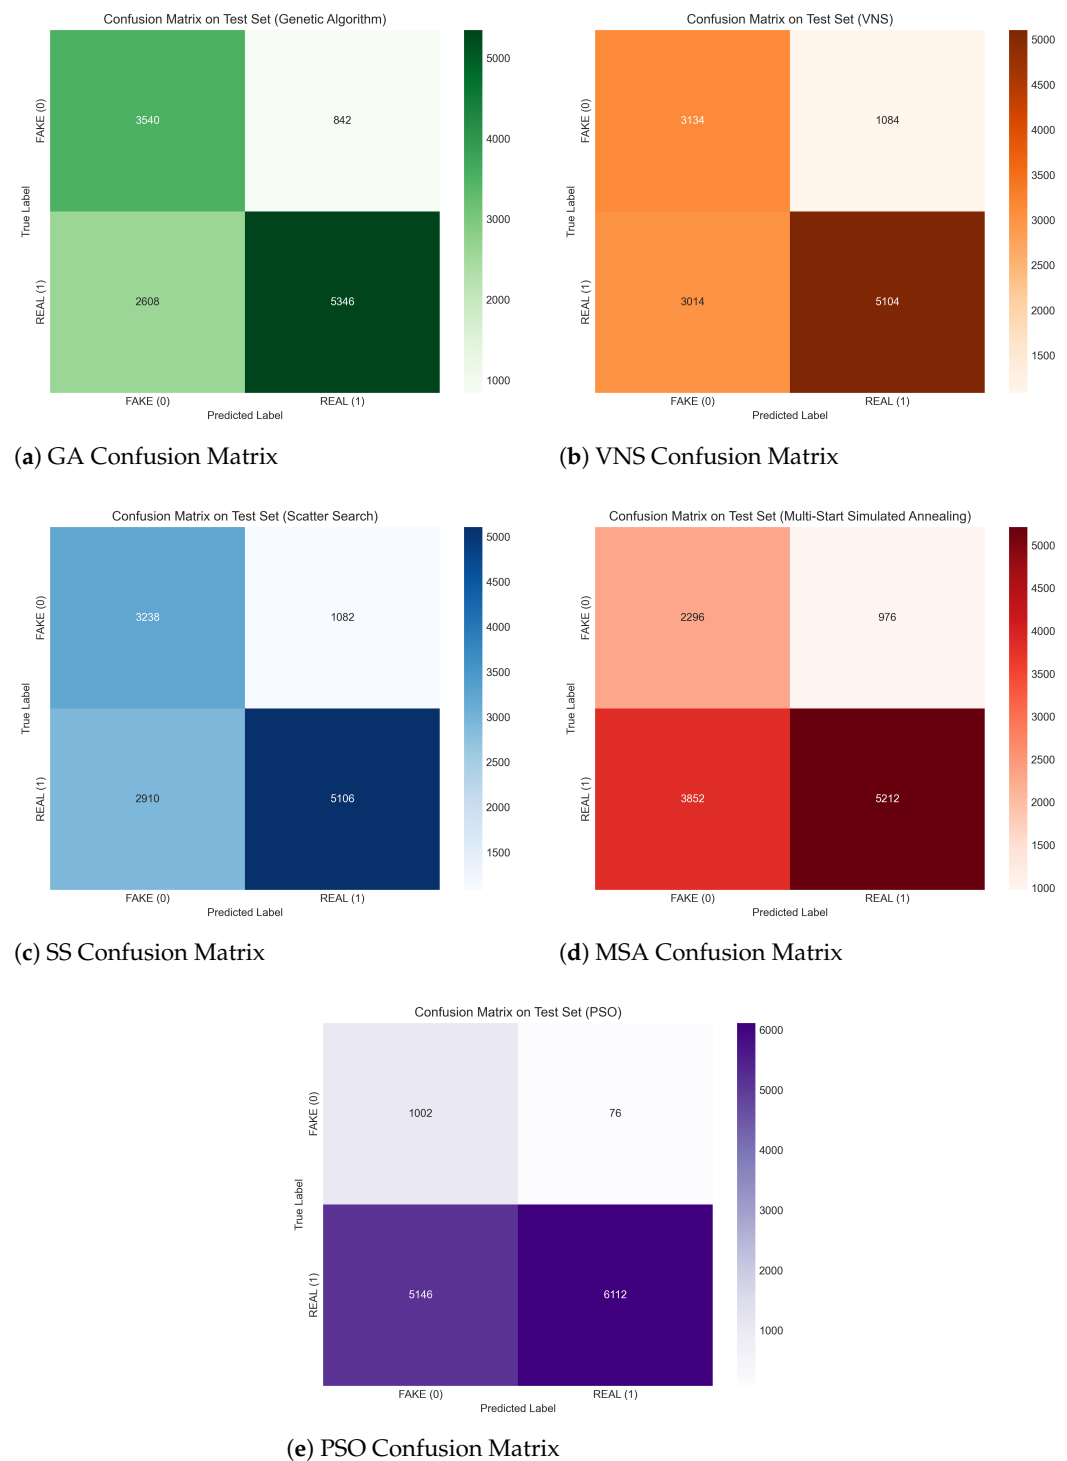 Confusion Matrix on Test Set (Genetic Algorithm)
FAKE (0)
REAL (1)
True Label
3540
842
2608
5346
FAKE (0)
REAL (1)
Predicted Label
5000
4000
3000
2000
1000
(a) GA Confusion Matrix
Confusion Matrix on Test Set (VNS)
FAKE (0)
REAL (1)
True Label
3134
1084
3014
5104
FAKE (0)
REAL (1)
Predicted Label
5000
4500
4000
3500
3000
2500
2000
1500
(b) VNS Confusion Matrix
Confusion Matrix on Test Set (Scatter Search)
FAKE (0)
REAL (1)
True Label
3238
1082
2910
5106
FAKE (0)
REAL (1)
Predicted Label
5000
4500
4000
3500
3000
2500
2000
1500
(c) SS Confusion Matrix
Confusion Matrix on Test Set (Multi-Start Simulated Annealing)
FAKE (0)
REAL (1)
True Label
2296
976
3852
5212
FAKE (0)
REAL (1)
Predicted Label
5000
4000
3500
3000
2500
2000
1500
1000
(d) MSA Confusion Matrix
Confusion Matrix on Test Set (PSO)
FAKE (0)
REAL (1)
True Label
1002
76
5146
6112
FAKE (0)
REAL (1)
Predicted Label
6000
5000
4000
3000
2000
1000
(e) PSO Confusion Matrix